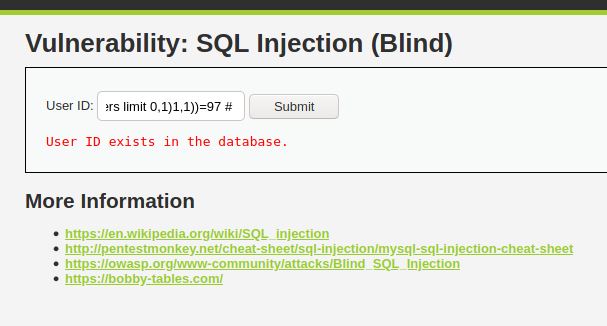 Vulnerability: SQL Injection (Blind)
User ID: ers limit 0,1)1,1))=97 # Submit
User ID exists in the database.
More Information
https://en.wikipedia.org/wiki/SQL_injection
http://pentestmonkey.net/cheat-sheet/sql-injection/mysql-sql-injection-cheat-sheet
https://owasp.org/www-community/attacks/Blind_SQL_Injection
https://bobby-tables.com/